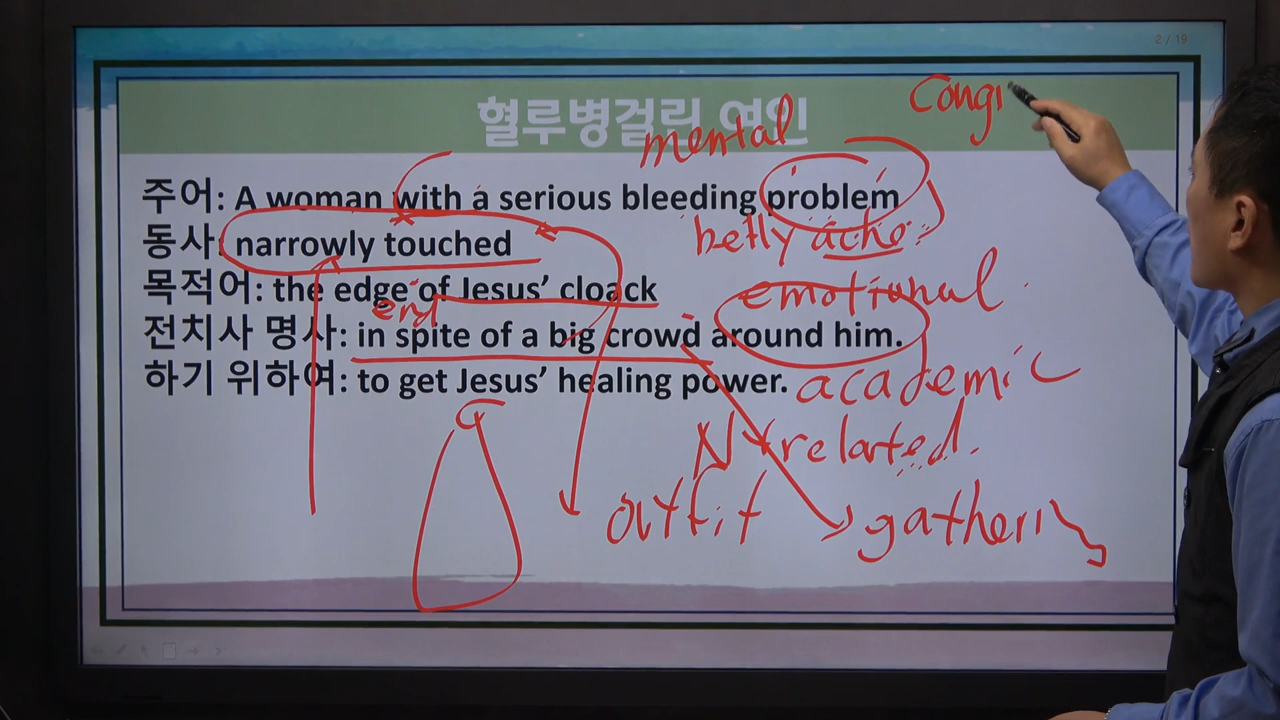 2 / 19
Congr
혈루병걸린 여인
mental
주어: A woman with a serious bleeding problem
belly ache
동사: narrowly touched
목적어: the edge of Jesus’ cloack
emotional
end
전치사 명사: in spite of a big crowd around him.
하기 위하여: to get Jesus’ healing power.
academic
N related.
outfit
gathering